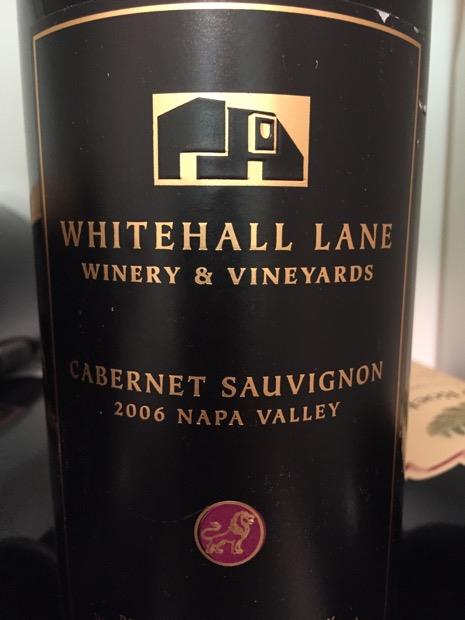 WHITEHALL LANE
WINERY & VINEYARDS
CABERNET SAUVIGNON
2006 NAPA VALLEY